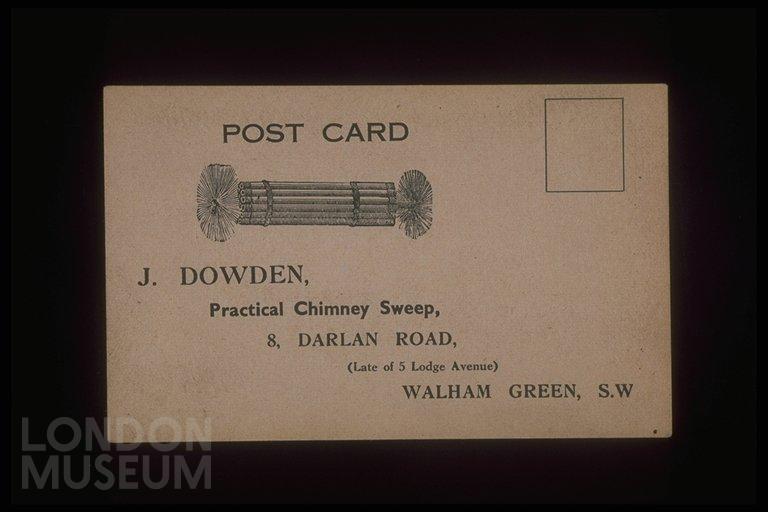 POST CARD
J. DOWDEN,
Practical Chimney Sweep,
8, DARLAN ROAD,
(Late of 5 Lodge Avenue)
WALHAM GREEN, S.W
LONDON
MUSEUM